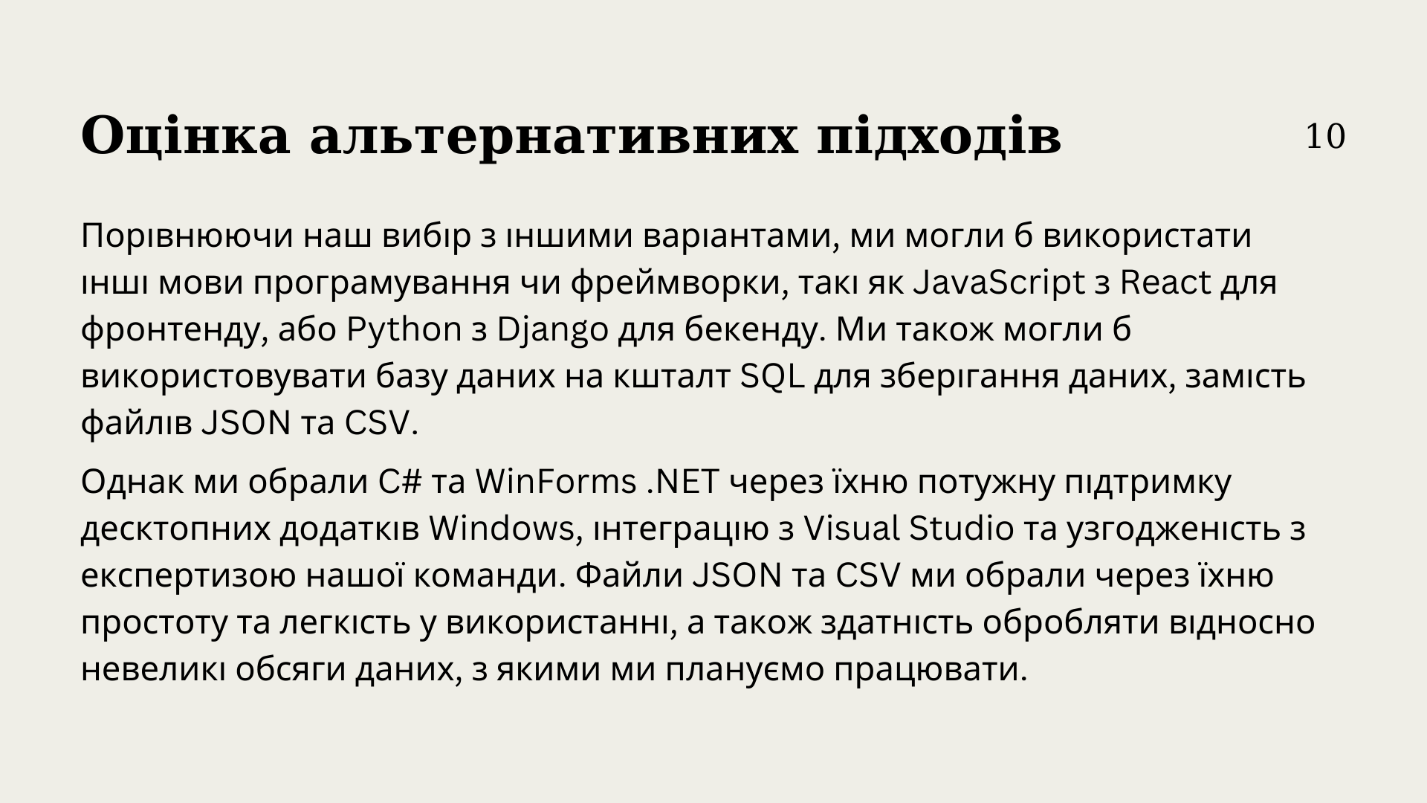 Оцінка альтернативних підходів
10
Порівнюючи наш вибір з іншими варіантами, ми могли б використати
інші мови програмування чи фреймворки, такі як JavaScript з React для
фронтенду, або Python з Django для бекенду. Ми також могли б
використовувати базу даних на кшталт SQL для зберігання даних, замість
файлів JSON та CSV.
Однак ми обрали C# та WinForms .NET через їхню потужну підтримку
десктопних додатків Windows, інтеграцію з Visual Studio та узгодженість з
експертизою нашої команди. Файли JSON та CSV ми обрали через їхню
простоту та легкість у використанні, а також здатність обробляти відносно
невеликі обсяги даних, з якими ми плануємо працювати.